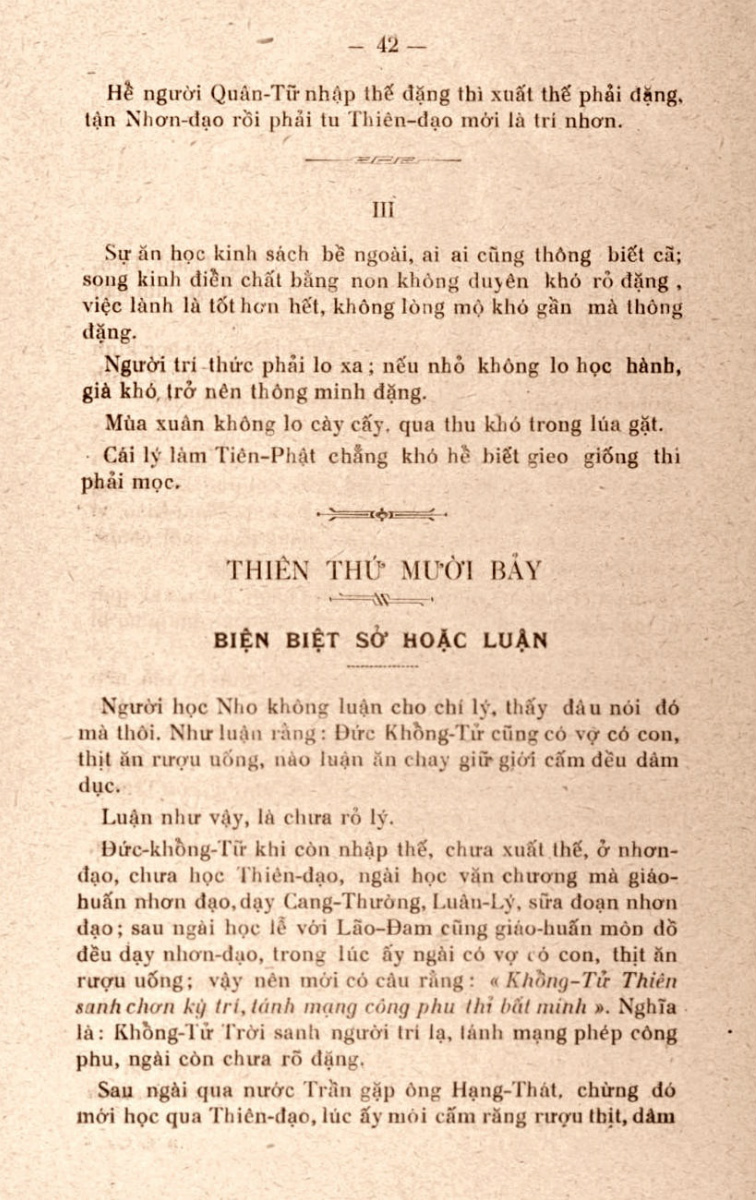 — 42 —
Hễ người Quân-Tữ nhập thế đặng thì xuất thế phải đặng,
tận Nhơn-đạo rồi phải tu Thiên-đạo mới là trí nhơn.
III
Sự ăn học kinh sách bề ngoài, ai ai cũng thông biết cã;
song kinh điển chất bằng non không duyên khó rỏ đặng ,
việc lành là tốt hơn hết, không lòng mộ khó gần mà thông
đặng.
Người trí thức phải lo xa ; nếu nhỏ không lo học hành,
già khó trở nên thông minh đặng.
Mùa xuân không lo cày cấy, qua thu khó trong lúa gặt.
Cái lý làm Tiên-Phật chẳng khó hề biết gieo giống thì
phải mọc.
THIÊN THỨ MƯỜI BẢY
BIỆN BIỆT SỞ HOẶC LUẬN
Người học Nho không luận cho chí lý, thấy đâu nói đó
mà thôi. Như luận rằng : Đức Khồng-Tử cũng có vợ có con,
thịt ăn rượu uống, nào luận ăn chay giữ giới cấm đều dâm
dục.
Luận như vậy, là chưa rỏ lý.
Đức-khồng-Tữ khi còn nhập thế, chưa xuất thế, ở nhơn-
đạo, chưa học Thiên-đạo, ngài học văn chương mà giáo-
huấn nhơn đạo, dạy Cang-Thường, Luân-Lý, sữa đoạn nhơn
đạo ; sau ngài học lễ với Lão-Đam cũng giáo-huấn môn đồ
đều dạy nhơn-đạo, trong lúc ấy ngài có vợ có con, thịt ăn
rượu uống ; vậy nên mới có câu rằng : « Khồng-Tử Thiên
sanh chơn kỳ trí, tánh mạng công phu thỉ bất minh ». Nghĩa
là : Khồng-Tử Trời sanh người trí lạ, tánh mạng phép công
phu, ngài còn chưa rõ đặng.
Sau ngài qua nước Trần gặp ông Hạng-Thát, chừng đó
mới học qua Thiên-đạo, lúc ấy mới cấm răng rượu thịt, dâm